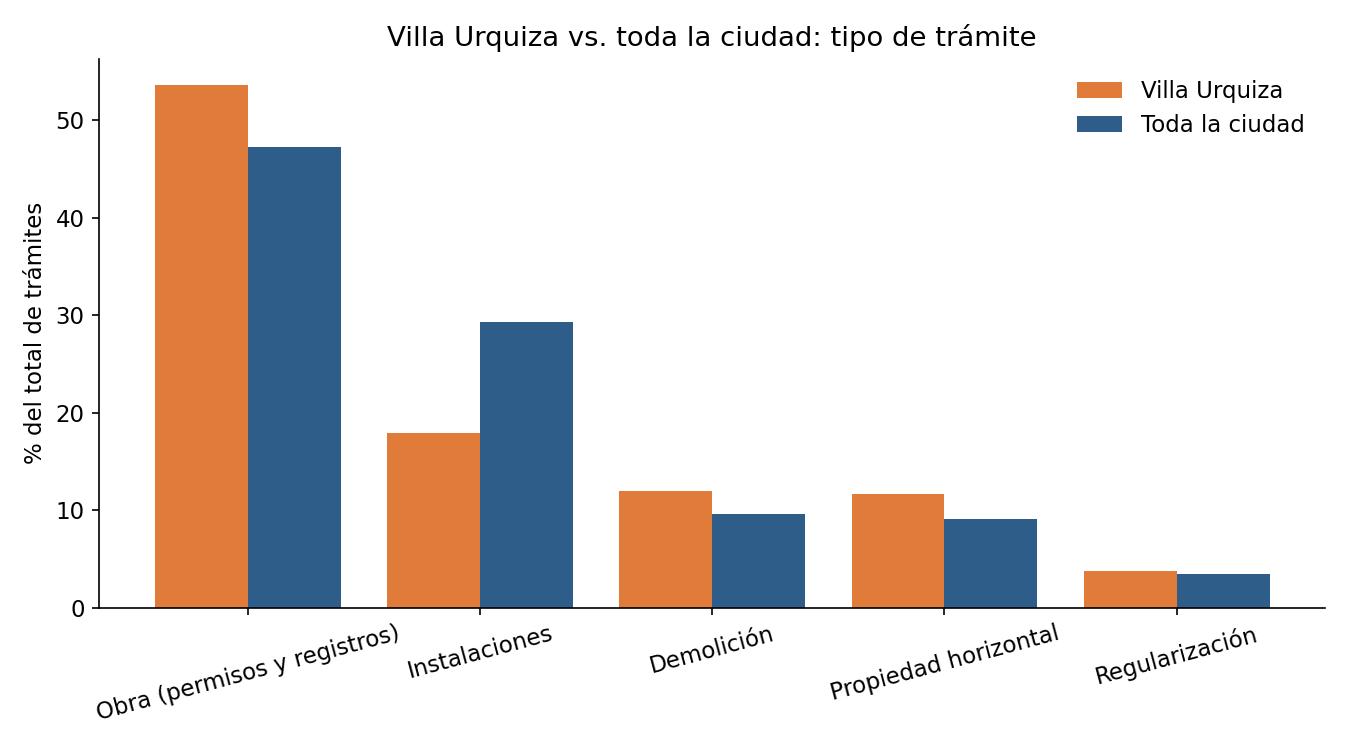 Villa Urquiza vs. toda la ciudad: tipo de trámite
Villa Urquiza
Toda la ciudad
% del total de trámites
50
40
30
20
10
0
Obra (permisos y registros)
Instalaciones
Demolición
Propiedad horizontal
Regularización